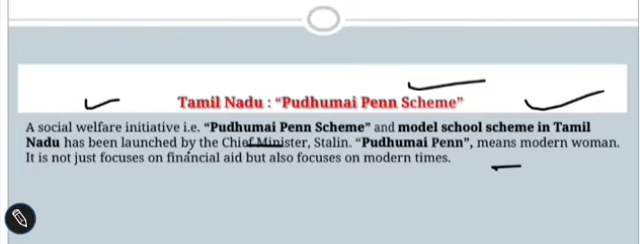 Tamil Nadu : “Pudhumai Penn Scheme”
A social welfare initiative i.e. “Pudhumai Penn Scheme” and model school scheme in Tamil
Nadu has been launched by the Chief Minister, Stalin. “Pudhumai Penn”, means modern woman.
It is not just focuses on financial aid but also focuses on modern times.